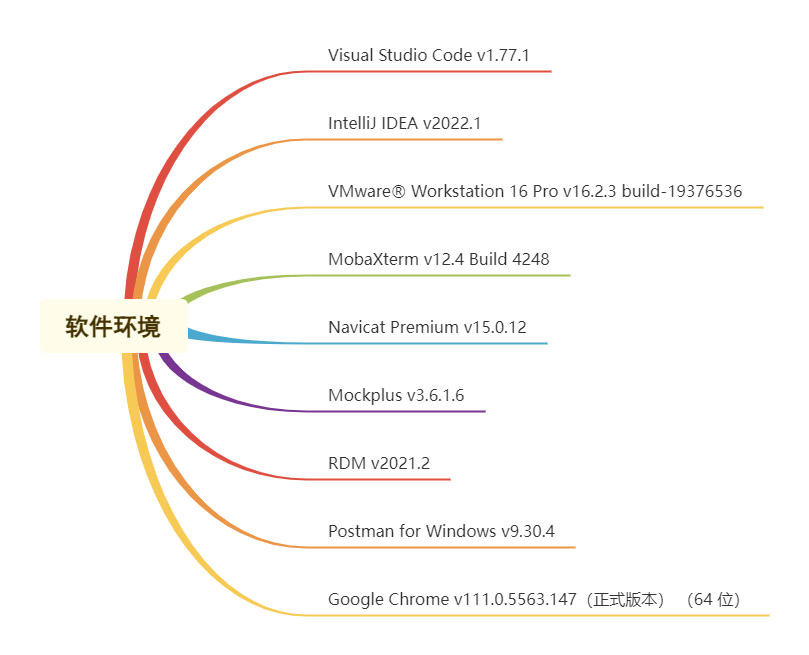 Visual Studio Code v1.77.1
IntelliJ IDEA v2022.1
VMware® Workstation 16 Pro v16.2.3 build-19376536
MobaXterm v12.4 Build 4248
软件环境
Navicat Premium v15.0.12
Mockplus v3.6.1.6
RDM v2021.2
Postman for Windows v9.30.4
Google Chrome v111.0.5563.147（正式版本）（64 位）